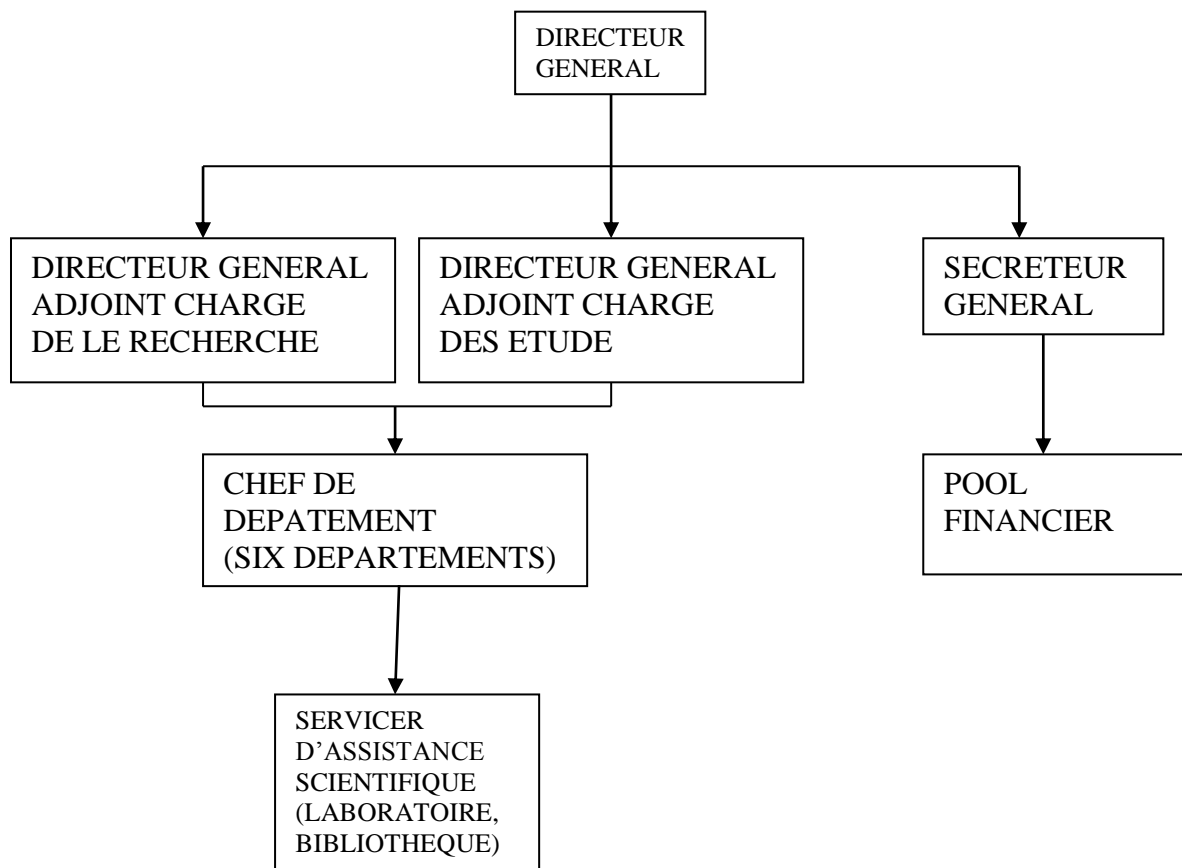 DIRECTEUR
GENERAL
DIRECTEUR GENERAL
ADJOINT CHARGE
DE LE RECHERCHE
DIRECTEUR GENERAL
ADJOINT CHARGE
DES ETUDE
SECRETEUR
GENERAL
CHEF DE
DEPATEMENT
(SIX DEPARTEMENTS)
POOL
FINANCIER
SERVICER
D’ASSISTANCE
SCIENTIFIQUE
(LABORATOIRE,
BIBLIOTHEQUE)